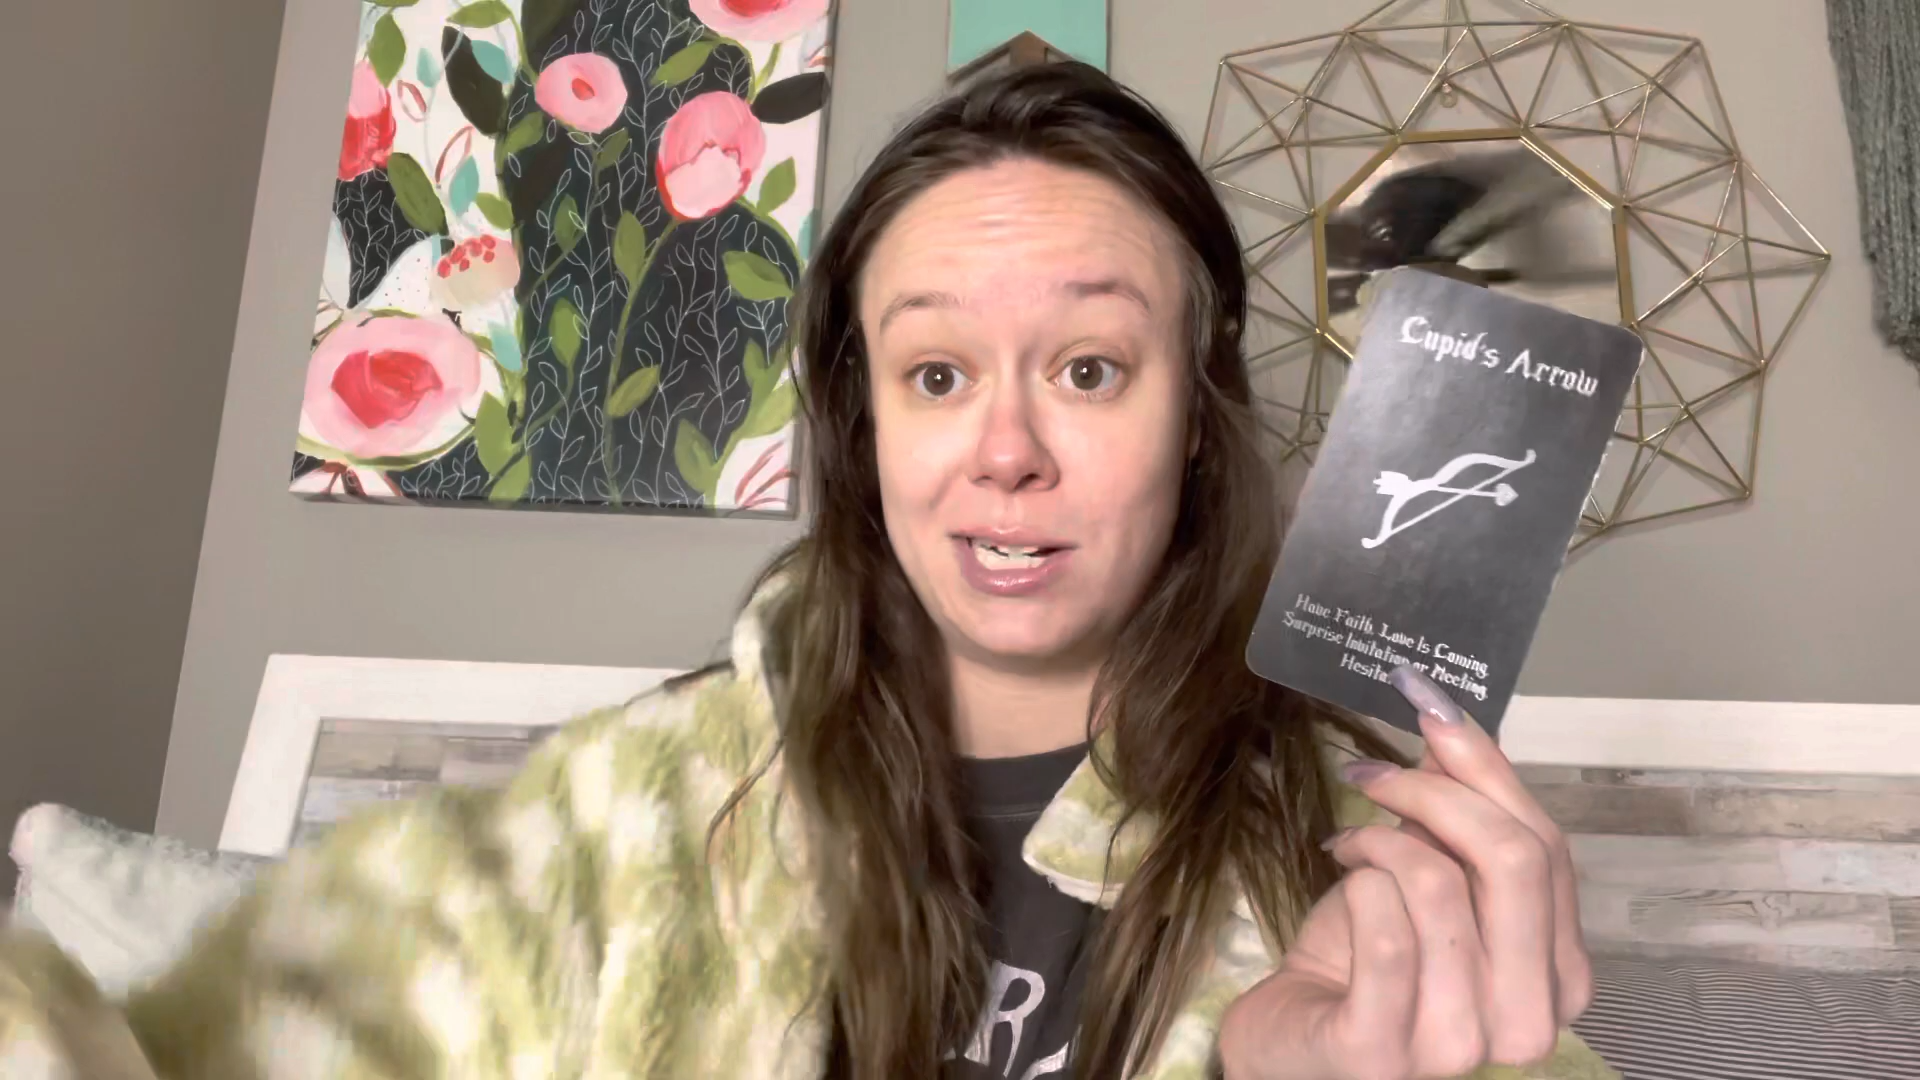 Cupid's Arrow
Have Faith, Love Is Coming.
Surprise Invitation or Meeting.